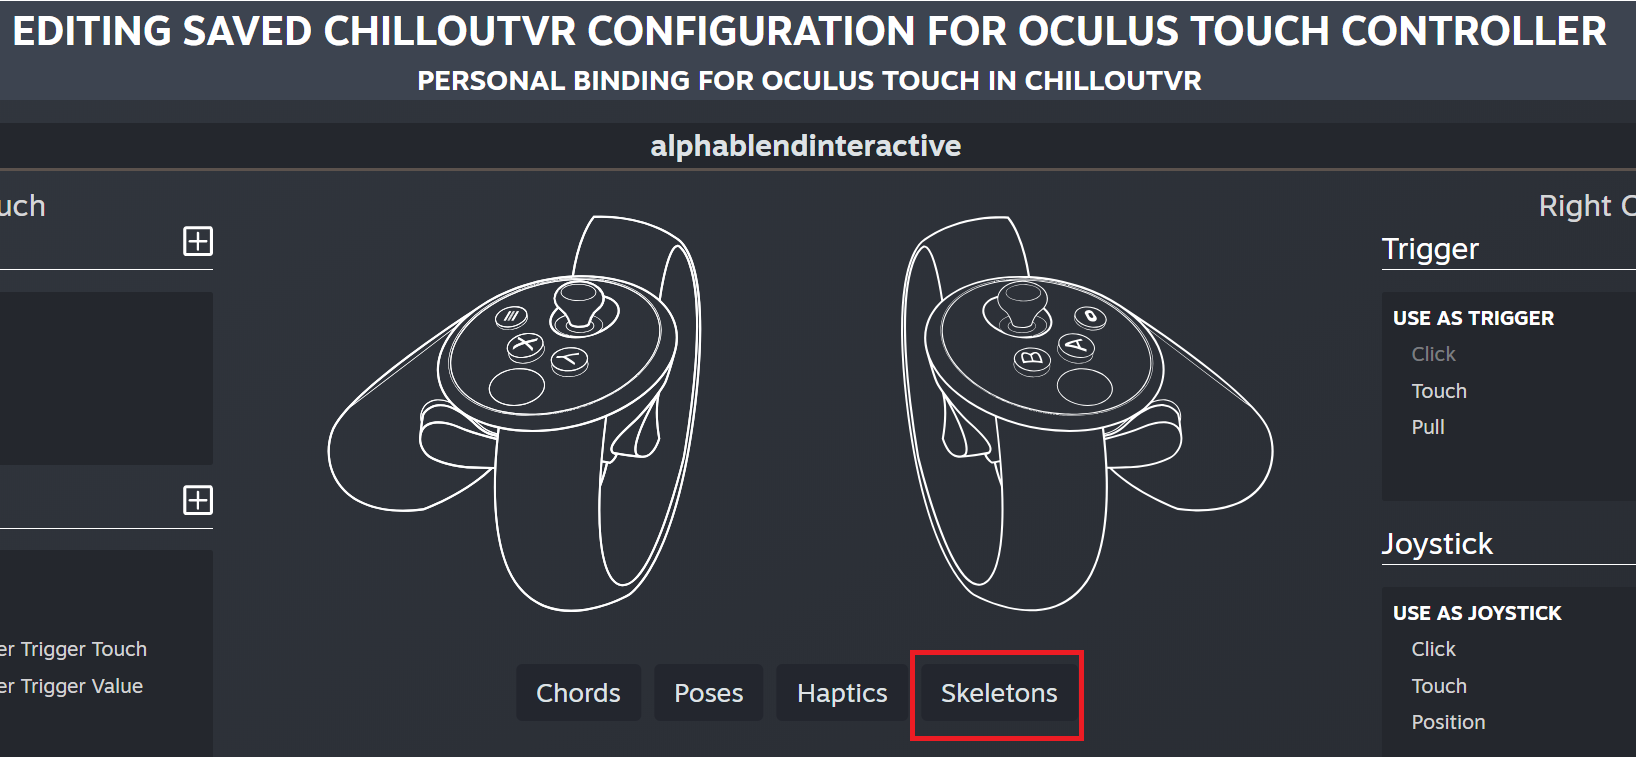 EDITING SAVED CHILLOUTVR CONFIGURATION FOR OCULUS TOUCH CONTROLLER
PERSONAL BINDING FOR OCULUS TOUCH IN CHILLOUTVR
alphablendinteractive
uch
Right
Trigger
USE AS TRIGGER
Click
Touch
Pull
Joystick
USE AS JOYSTICK
Click
Touch
Position
er Trigger Touch
er Trigger Value
X
Y
B
A
Chords
Poses
Haptics
Skeletons